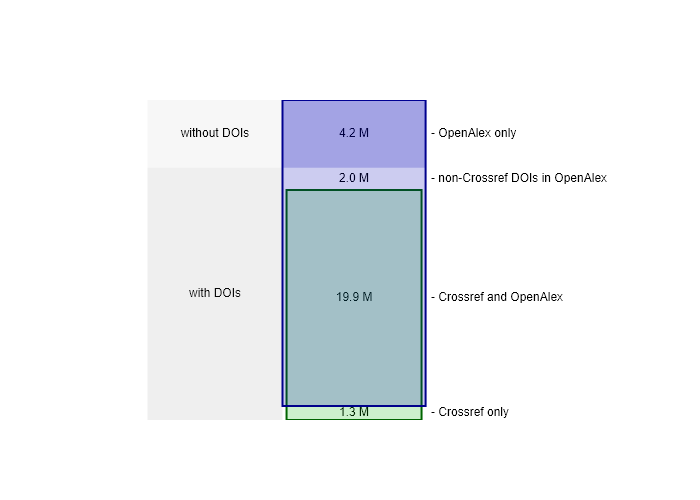 without DOIs 4.2 M - OpenAlex only
2.0 M - non-Crossref DOIs in OpenAlex
with DOIs 19.9 M - Crossref and OpenAlex
1.3 M - Crossref only